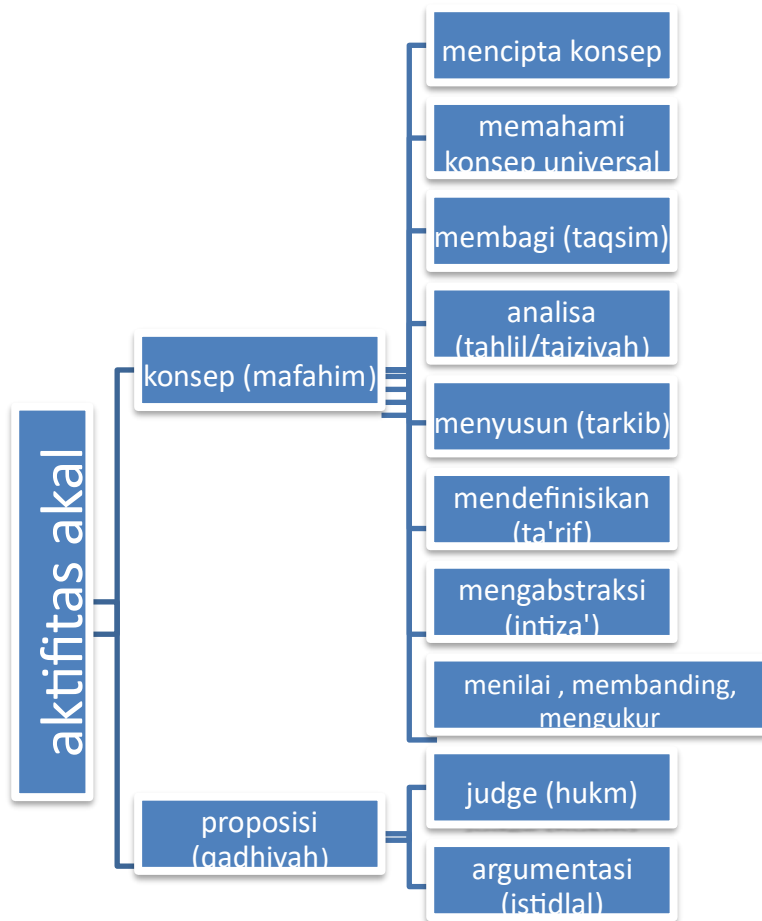 aktifitas akal
konsep (mafahim)
mencipta konsep
memahami
konsep universal
membagi (taqsim)
analisa
(tahlil/tajziyah)
menyusun (tarkib)
mendefinisikan
(ta'rif)
mengabstraksi
(intiza')
menilai , membanding,
mengukur
proposisi
(qadhiyah)
judge (hukm)
argumentasi
(istidlal)